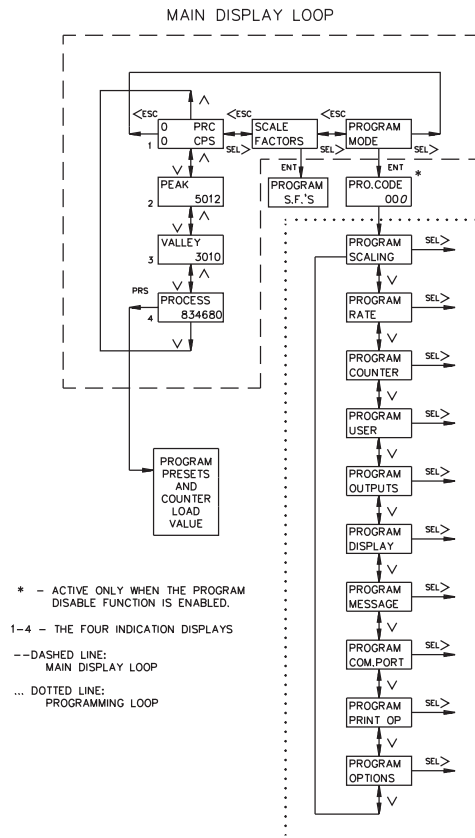 MAIN DISPLAY LOOP
<ESC
<ESC
<ESC
0 PRC
0 CPS
1
SEL>
SCALE
FACTORS
SEL>
PROGRAM
MODE
SEL>
ENT
ENT
PROGRAM
S.F.'S
*
PRO.CODE
000
PEAK
5012
2
VALLEY
3010
3
PRS
PROCESS
834680
4
PROGRAM
PRESETS
AND
COUNTER
LOAD
VALUE
PROGRAM
SCALING
SEL>
PROGRAM
RATE
SEL>
PROGRAM
COUNTER
SEL>
PROGRAM
USER
SEL>
PROGRAM
OUTPUTS
SEL>
PROGRAM
DISPLAY
SEL>
PROGRAM
MESSAGE
SEL>
PROGRAM
COM.PORT
SEL>
PROGRAM
PRINT OP
SEL>
PROGRAM
OPTIONS
SEL>
* – ACTIVE ONLY WHEN THE PROGRAM
DISABLE FUNCTION IS ENABLED.
1–4 – THE FOUR INDICATION DISPLAYS
--DASHED LINE:
MAIN DISPLAY LOOP
... DOTTED LINE:
PROGRAMMING LOOP